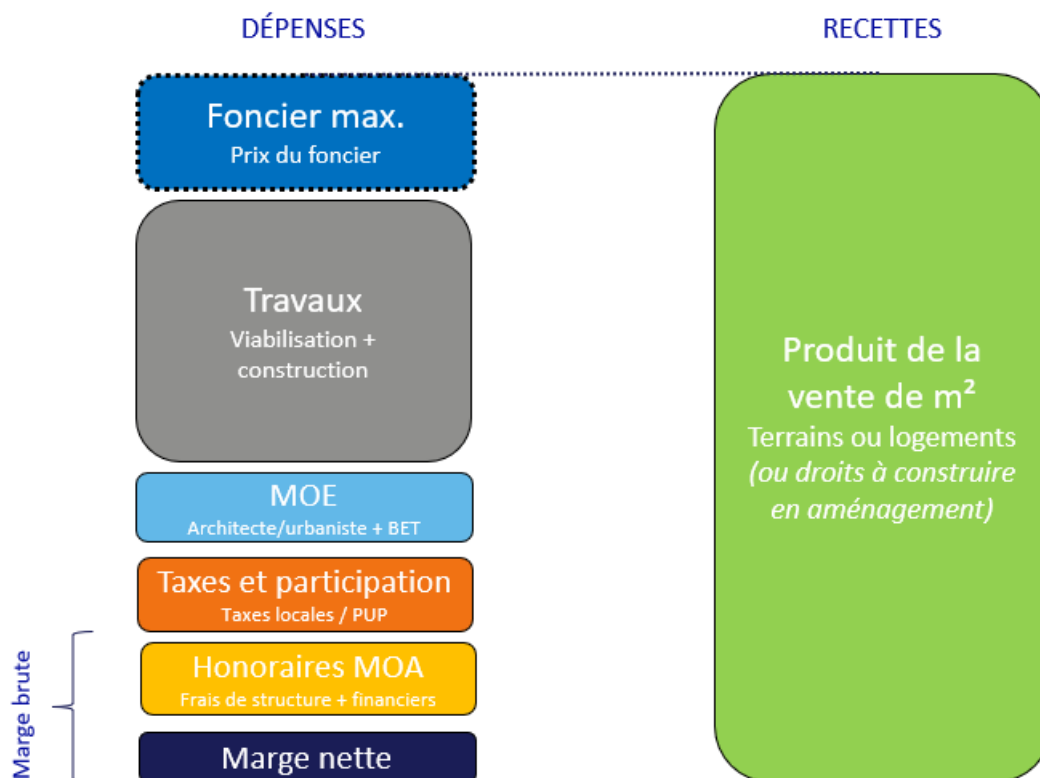 DÉPENSES
RECETTES
Foncier max.
Prix du foncier
Travaux
Viabilisation +
construction
MOE
Architecte/urbaniste + BET
Taxes et participation
Taxes locales / PUP
Marge brute
Honoraires MOA
Frais de structure + financiers
Marge nette
Produit de la
vente de m²
Terrains ou logements
(ou droits à construire
en aménagement)